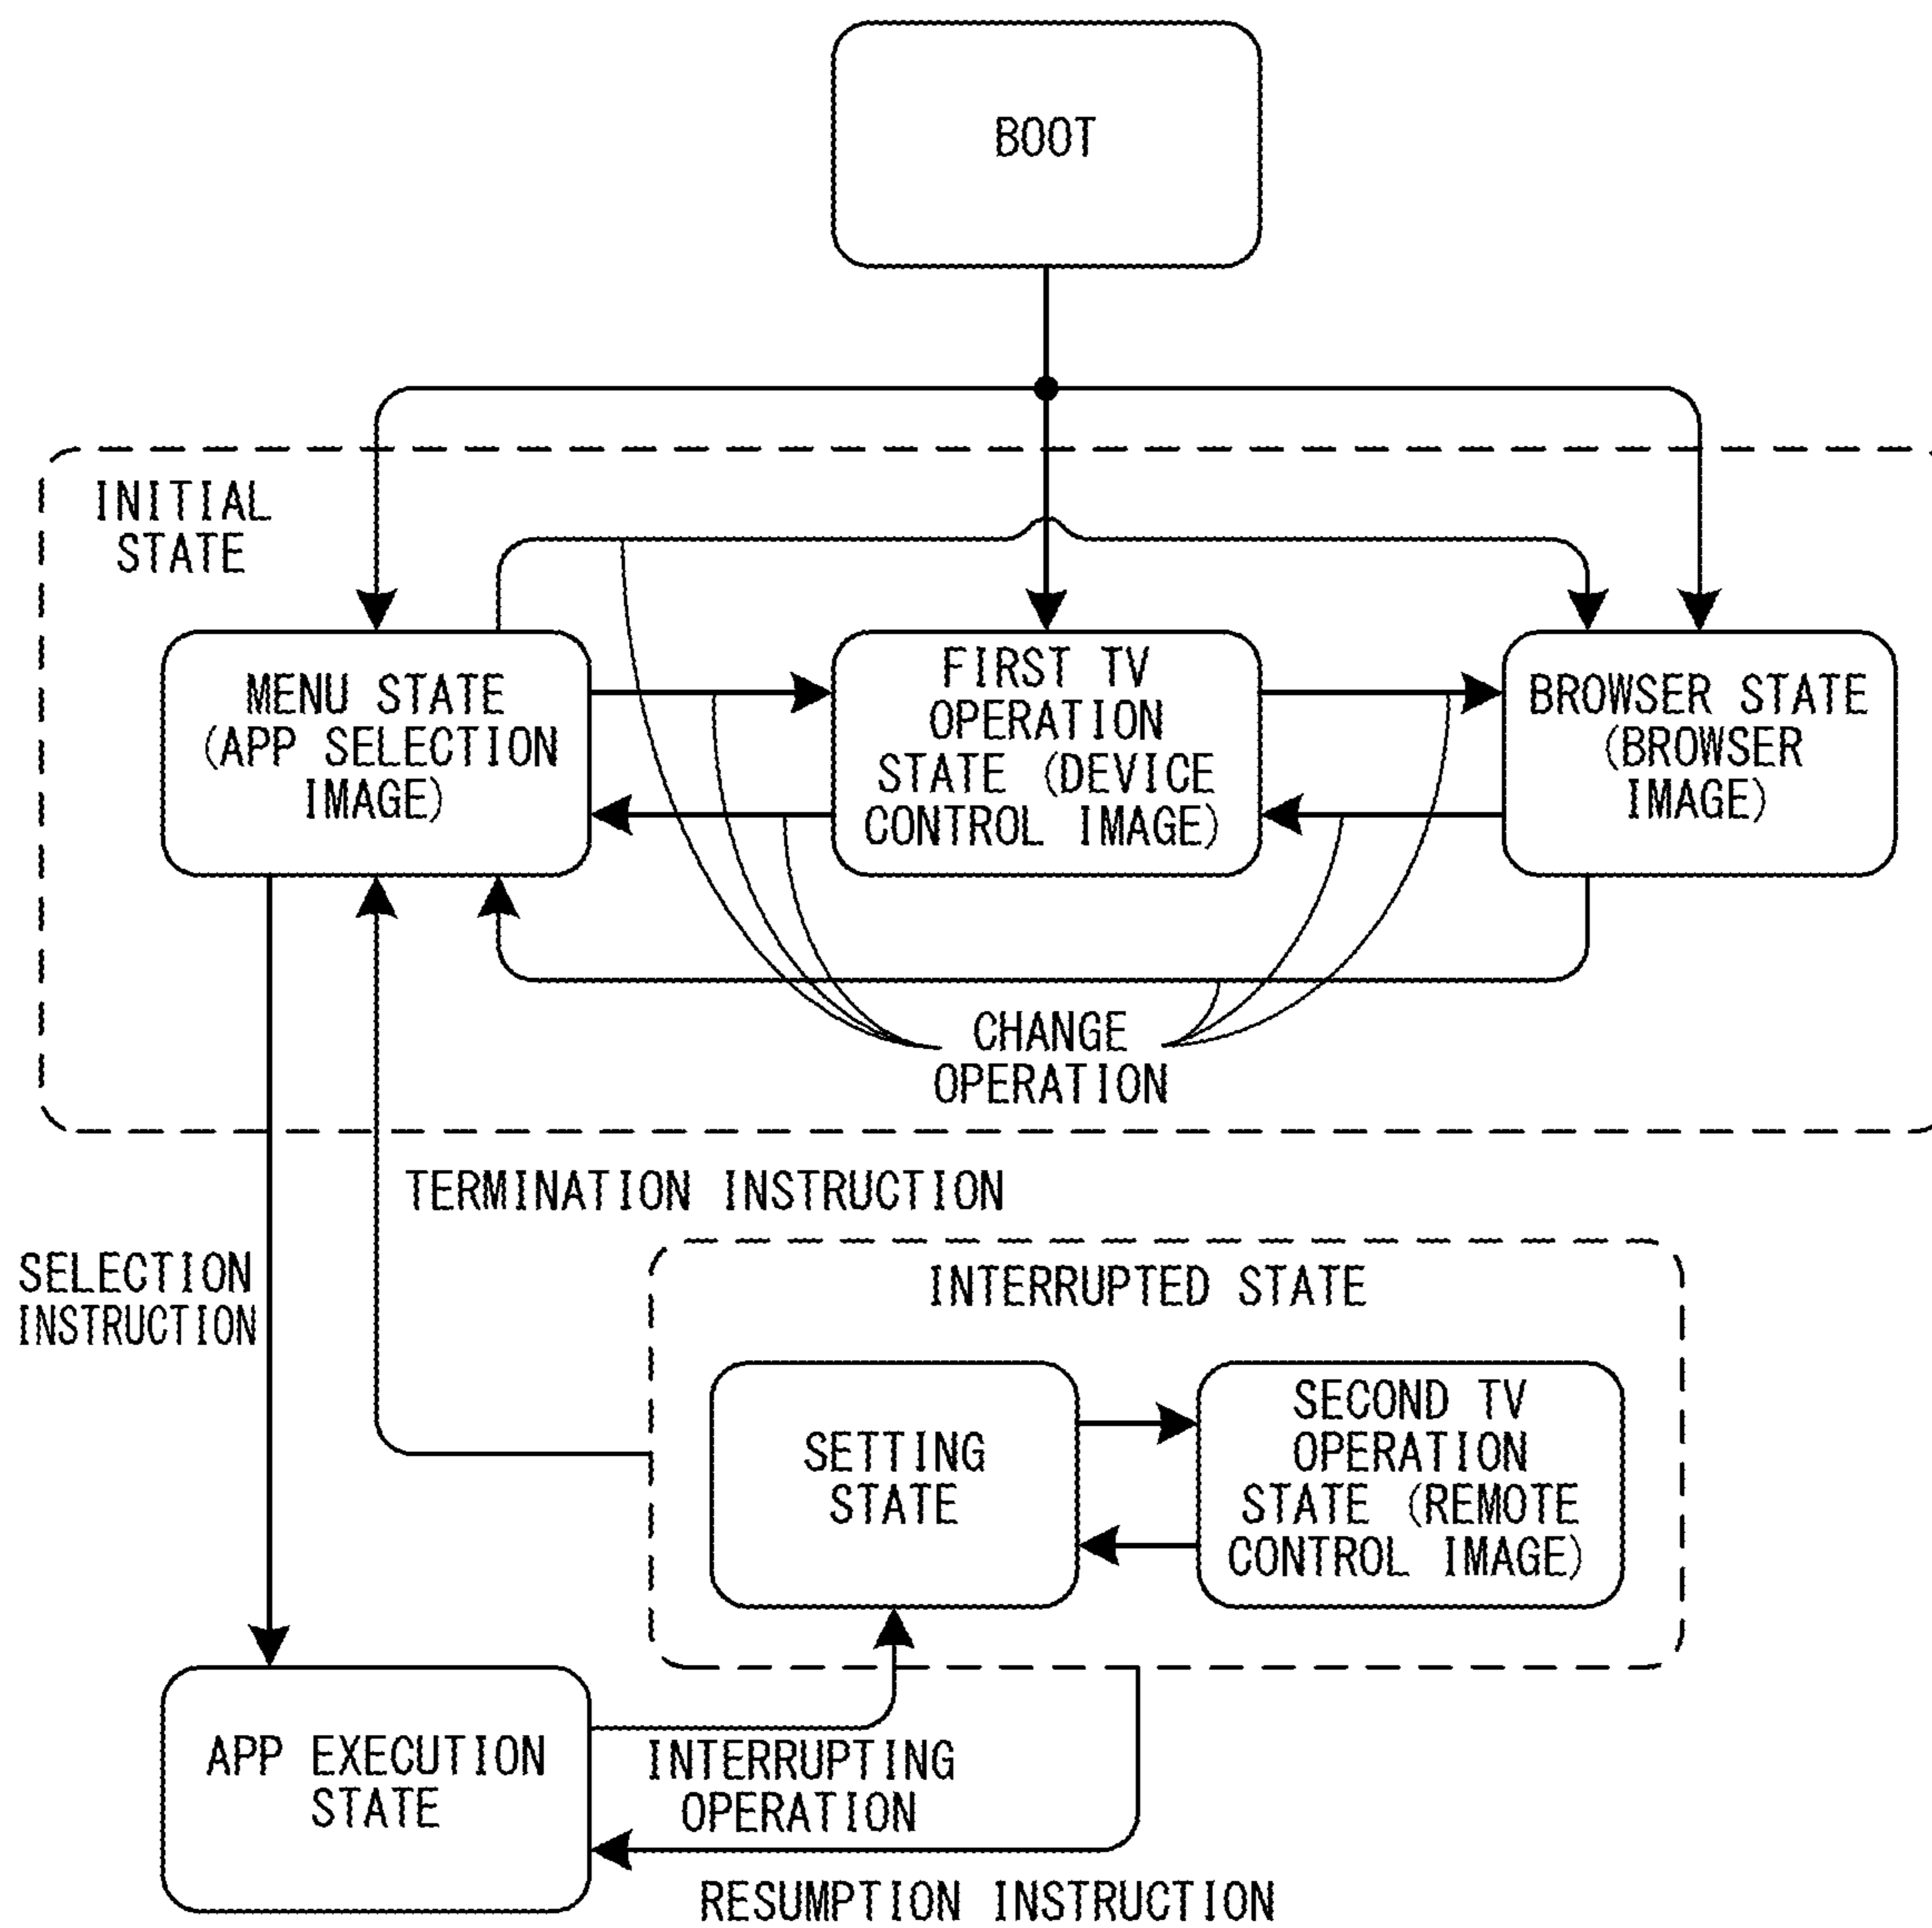 BOOT
INITIAL
STATE
MENU STATE
(APP SELECTION
IMAGE)
FIRST TV
OPERATION
STATE (DEVICE
CONTROL IMAGE)
BROWSER STATE
(BROWSER
IMAGE)
CHANGE
OPERATION
TERMINATION INSTRUCTION
SELECTION
INSTRUCTION
INTERRUPTED STATE
SETTING
STATE
SECOND TV
OPERATION
STATE (REMOTE
CONTROL IMAGE)
APP EXECUTION
STATE
INTERRUPTING
OPERATION
RESUMPTION INSTRUCTION